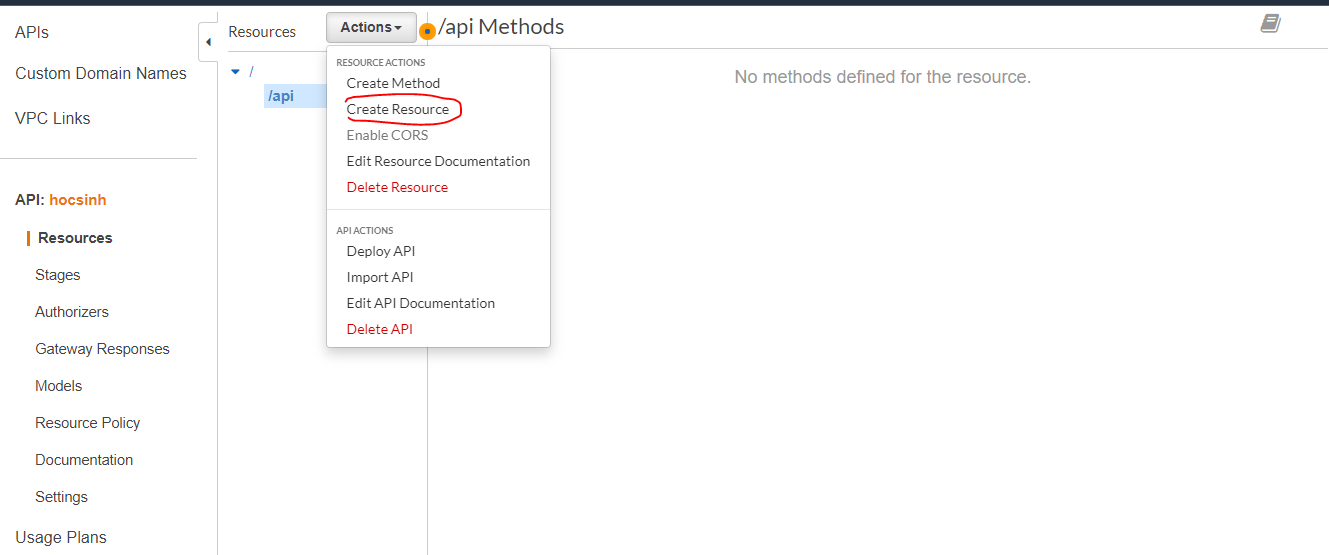 APIs
Custom Domain Names
VPC Links
API: hocsinh
Resources
Stages
Authorizers
Gateway Responses
Models
Resource Policy
Documentation
Settings
Usage Plans
Resources
Actions
/
/api
RESOURCE ACTIONS
Create Method
Create Resource
Enable CORS
Edit Resource Documentation
Delete Resource
API ACTIONS
Deploy API
Import API
Edit API Documentation
Delete API
/api Methods
No methods defined for the resource.